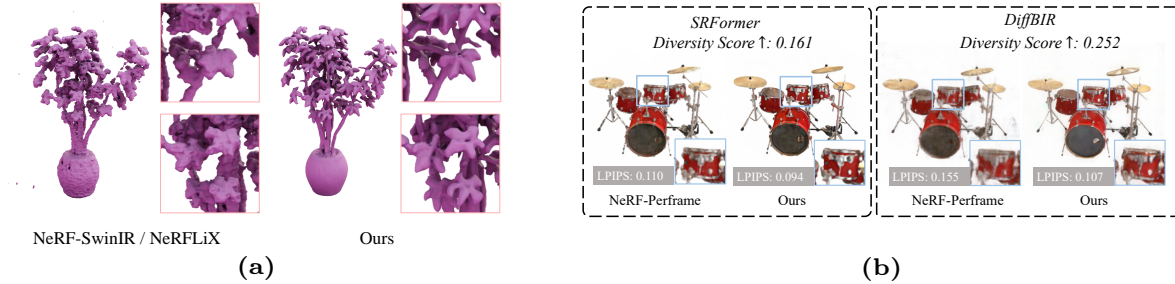 NeRF-SwinIR / NeRFLiX
Ours
(a)
SRFormer
Diversity Score ↑: 0.161
LPIPS: 0.110
LPIPS: 0.094
NeRF-Perframe
Ours
DiffBIR
Diversity Score ↑: 0.252
LPIPS: 0.155
LPIPS: 0.107
NeRF-Perframe
Ours
(b)